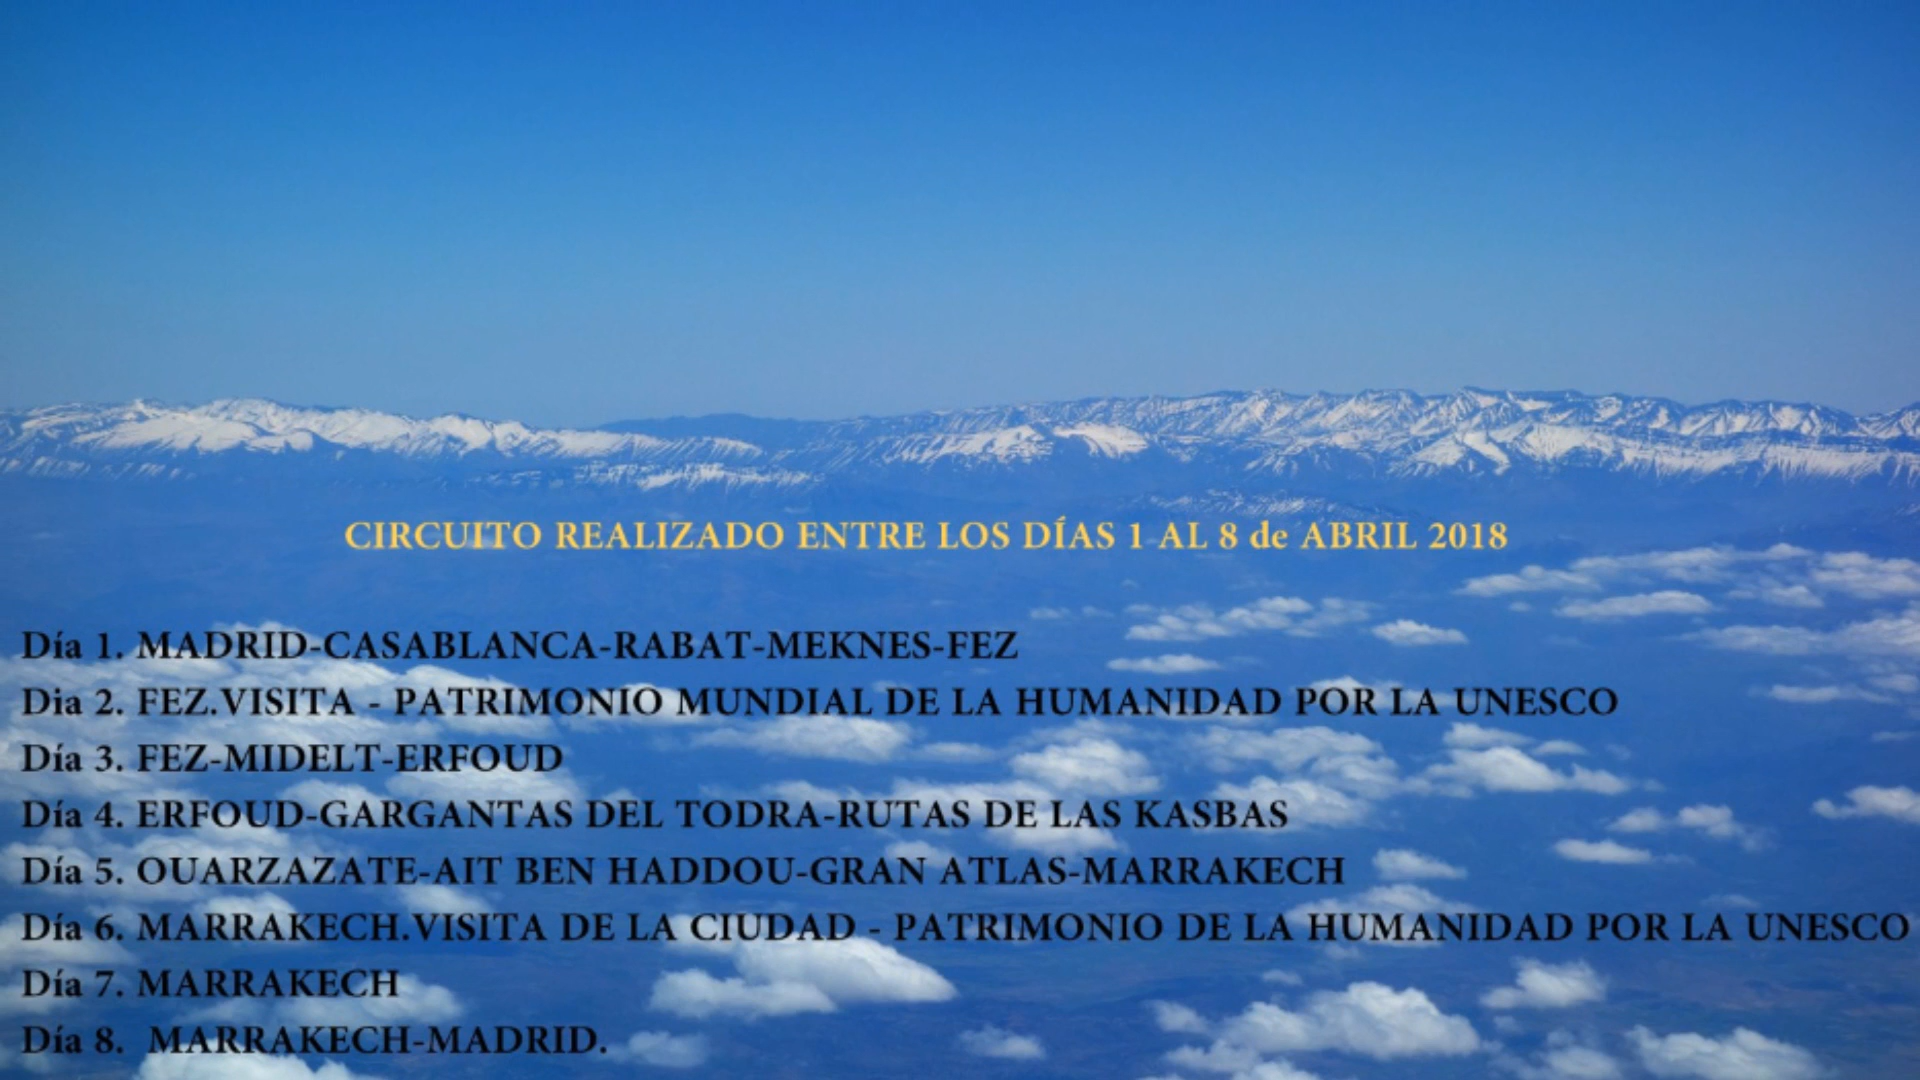 CIRCUITO REALIZADO ENTRE LOS DÍAS 1 AL 8 de ABRIL 2018
Día 1. MADRID-CASABLANCA-RABAT-MEKNES-FEZ
Dia 2. FEZ.VISITA - PATRIMONIO MUNDIAL DE LA HUMANIDAD POR LA UNESCO
Día 3. FEZ-MIDELT-ERFOUD
Día 4. ERFOUD-GARGANTAS DEL TODRA-RUTAS DE LAS KASBAS
Día 5. OUARZAZATE-AIT BEN HADDOU-GRAN ATLAS-MARRAKECH
Día 6. MARRAKECH.VISITA DE LA CIUDAD - PATRIMONIO DE LA HUMANIDAD POR LA UNESCO
Día 7. MARRAKECH
Día 8.  MARRAKECH-MADRID.